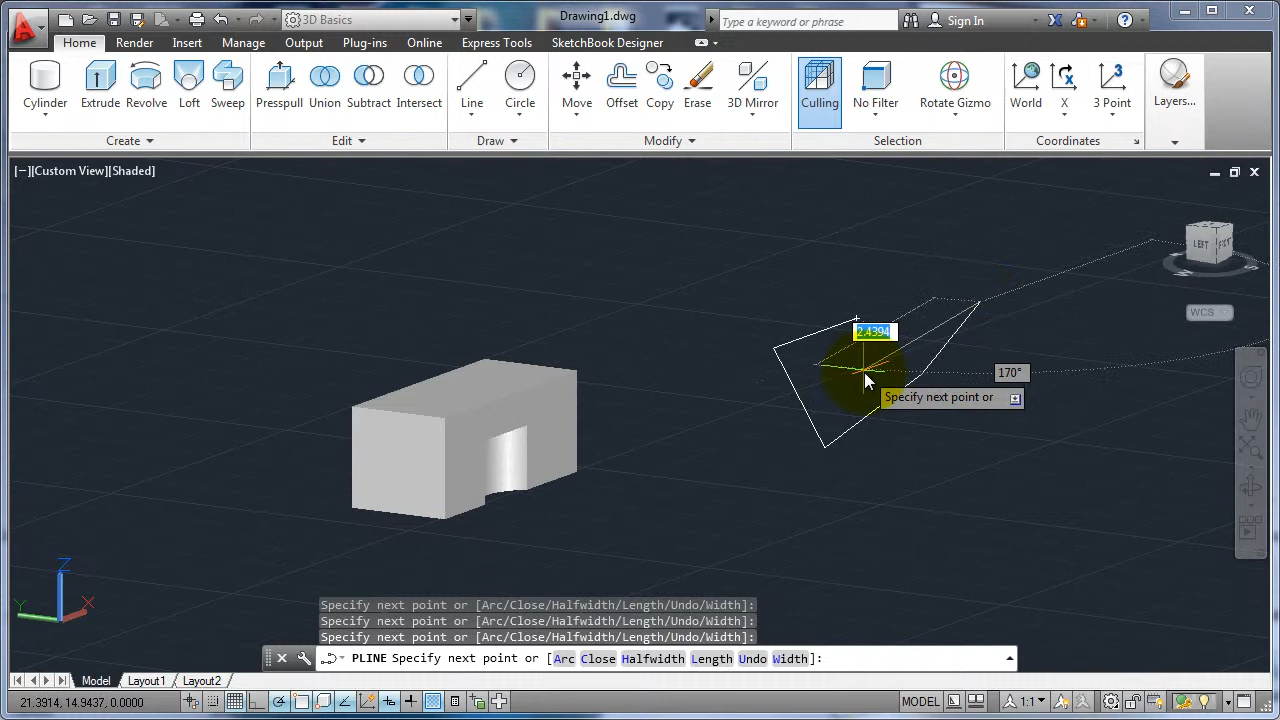 3D Basics
Drawing1.dwg
Type a keyword or phrase
Sign In
Home Render Insert Manage Output Plug-ins Online Express Tools SketchBook Designer
Cylinder Extrude Revolve Loft Sweep Presspull Union Subtract Intersect Line Circle Move Offset Copy Erase 3D Mirror Culling No Filter Rotate Gizmo World X 3 Point Layers...
Create Edit Draw Modify Selection Coordinates
[−][Custom View][Shaded]
LEFT
WCS
2.4394
170°
Specify next point or
Z
Y X
Specify next point or [Arc/Close/Halfwidth/Length/Undo/Width]:
Specify next point or [Arc/Close/Halfwidth/Length/Undo/Width]:
Specify next point or [Arc/Close/Halfwidth/Length/Undo/Width]:
PLINE Specify next point or [Arc Close Halfwidth Length Undo Width]:
Model Layout1 Layout2
21.3914, 14.9437, 0.0000 MODEL 1:1